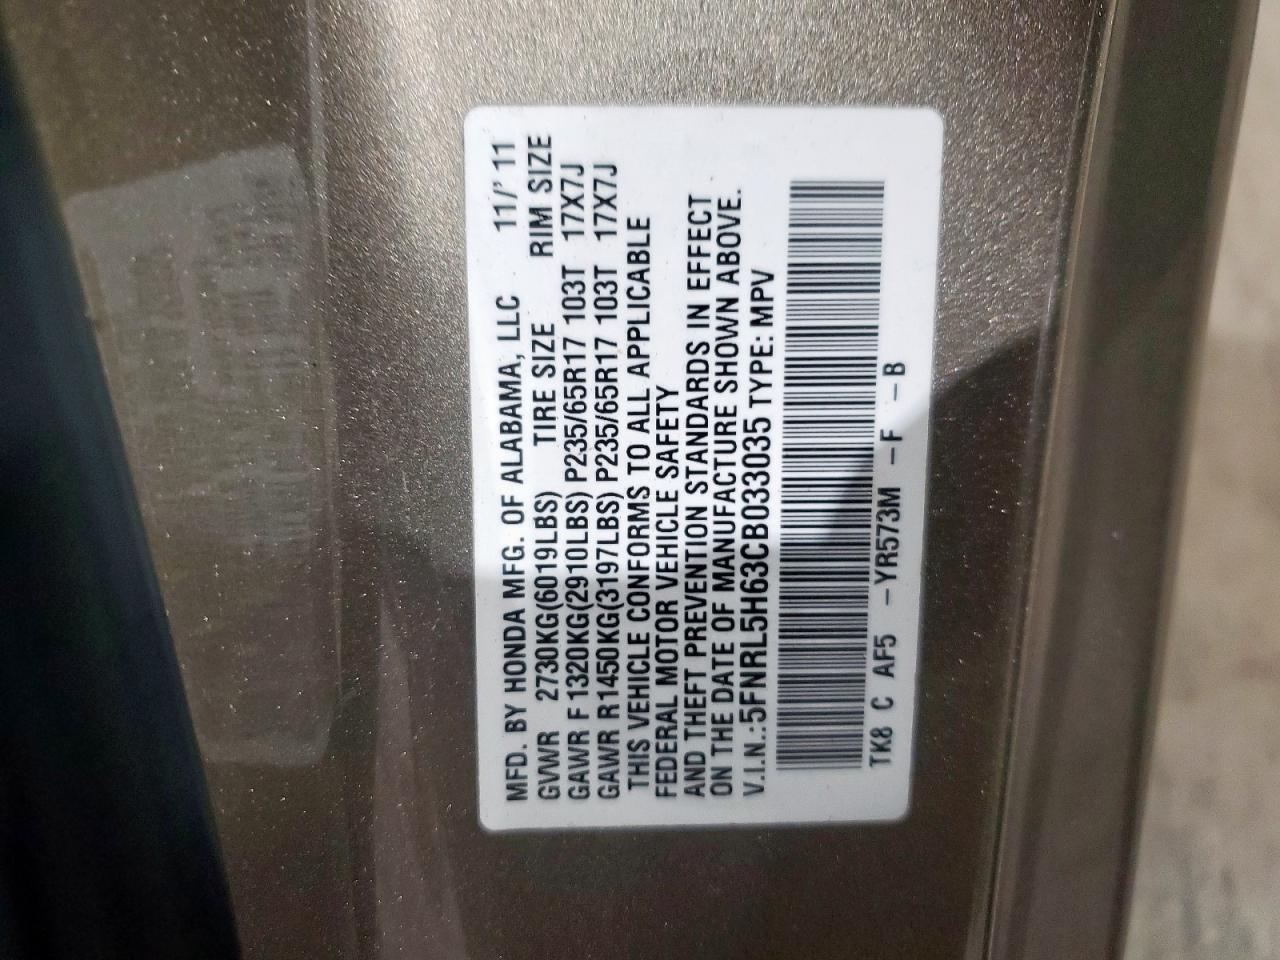 MFD. BY HONDA MFG. OF ALABAMA, LLC 11/' 11
GVWR 2730KG(6019LBS) TIRE SIZE RIM SIZE
GAWR F 1320KG(2910LBS) P235/65R17 103T 17X7J
GAWR R 1450KG(3197LBS) P235/65R17 103T 17X7J
THIS VEHICLE CONFORMS TO ALL APPLICABLE
FEDERAL MOTOR VEHICLE SAFETY
AND THEFT PREVENTION STANDARDS IN EFFECT
ON THE DATE OF MANUFACTURE SHOWN ABOVE.
V.I.N.:5FNRL5H63CB033035 TYPE: MPV
TK8 C AF5 -YR573M -F -B